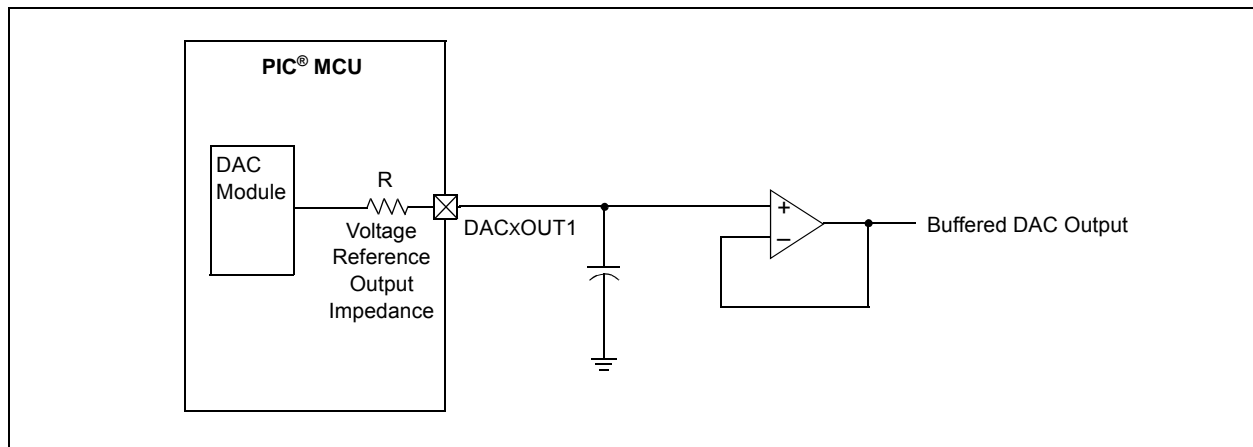 PIC® MCU
DAC
Module
R
DACxOUT1
Voltage
Reference
Output
Impedance
+
–
Buffered DAC Output